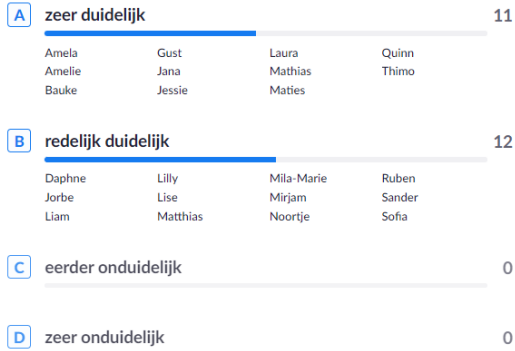 A zeer duidelijk 11
Amela Gust Laura Quinn
Amelie Jana Mathias Thimo
Bauke Jessie Maties
B redelijk duidelijk 12
Daphne Lilly Mila-Marie Ruben
Jorbe Lise Mirjam Sander
Liam Matthias Noortje Sofia
C eerder onduidelijk 0
D zeer onduidelijk 0